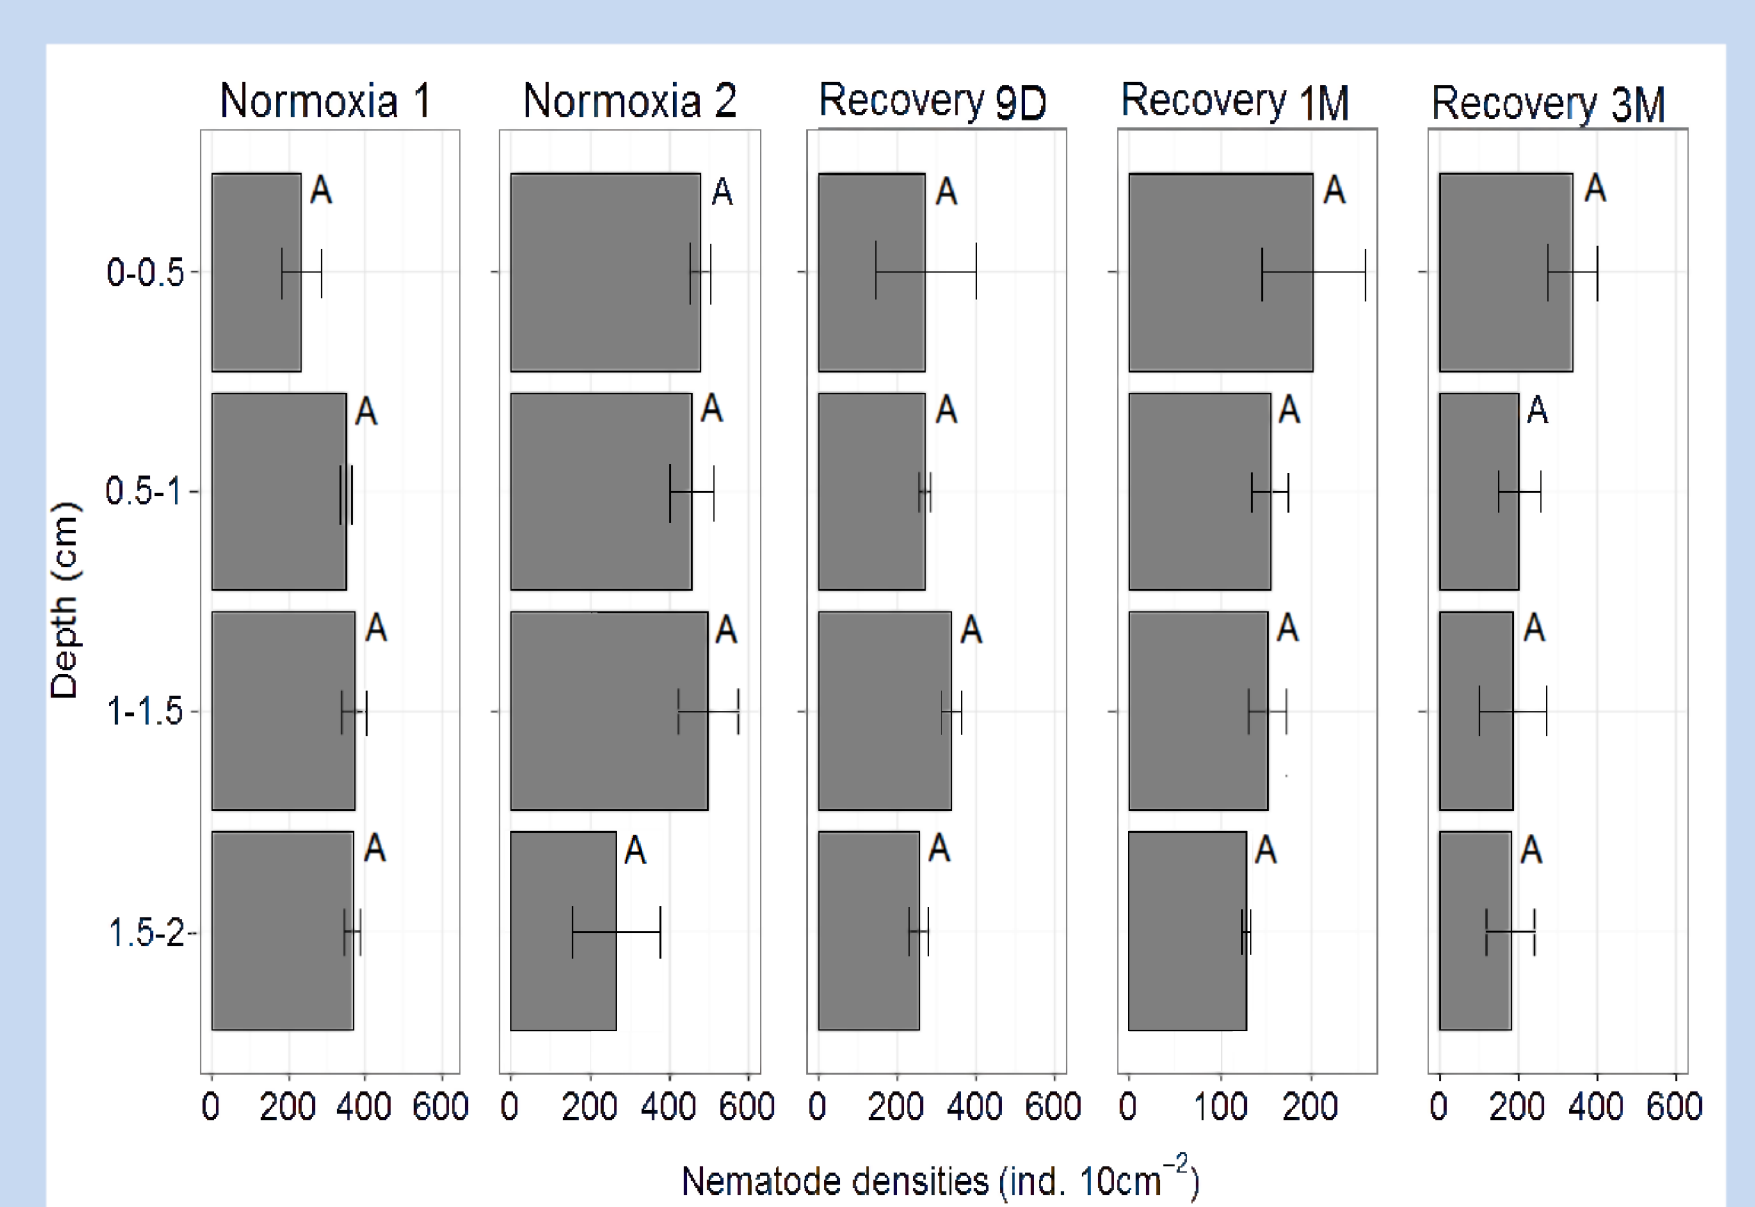 Normoxia 1 Normoxia 2 Recovery 9D Recovery 1M Recovery 3M
A A A A A
0-0.5
A A A A A
0.5-1
A A A A A
1-1.5
A A A A A
1.5-2
Depth (cm)
0 200 400 600 0 200 400 600 0 200 400 600 0 100 200 0 200 400 600
Nematode densities (ind. 10cm⁻²)